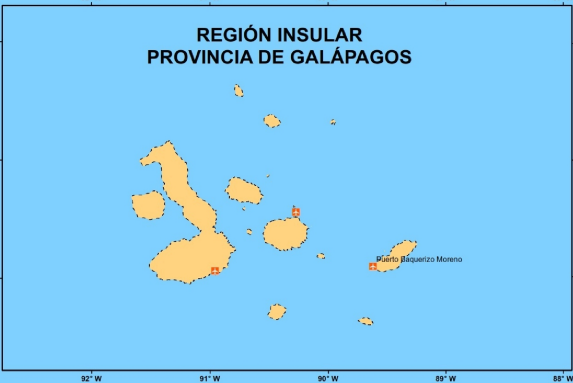 REGIÓN INSULAR
PROVINCIA DE GALÁPAGOS
Puerto Baquerizo Moreno
92° W 91° W 90° W 89° W 88° W